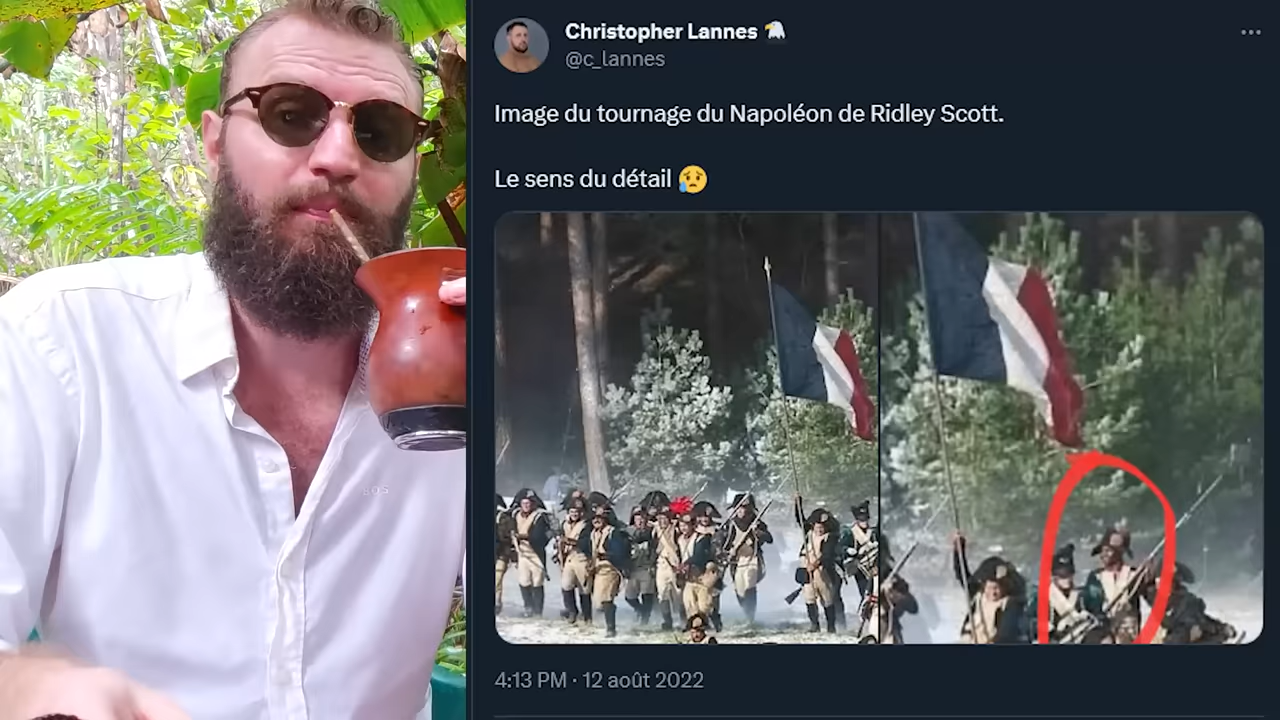 Christopher Lannes 🦅
@c_lannes
Image du tournage du Napoléon de Ridley Scott.
Le sens du détail 😥
4:13 PM · 12 août 2022